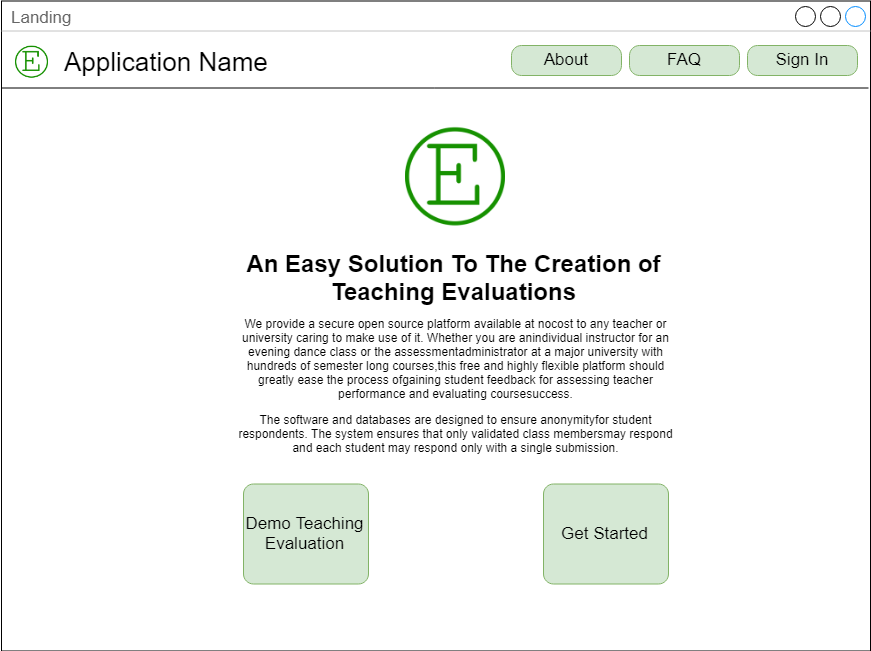 Landing
E Application Name
About
FAQ
Sign In
E
An Easy Solution To The Creation of
Teaching Evaluations
We provide a secure open source platform available at nocost to any teacher or
university caring to make use of it. Whether you are anindividual instructor for an
evening dance class or the assessmentadministrator at a major university with
hundreds of semester long courses,this free and highly flexible platform should
greatly ease the process ofgaining student feedback for assessing teacher
performance and evaluating coursesuccess.
The software and databases are designed to ensure anonymityfor student
respondents. The system ensures that only validated class membersmay respond
and each student may respond only with a single submission.
Demo Teaching
Evaluation
Get Started